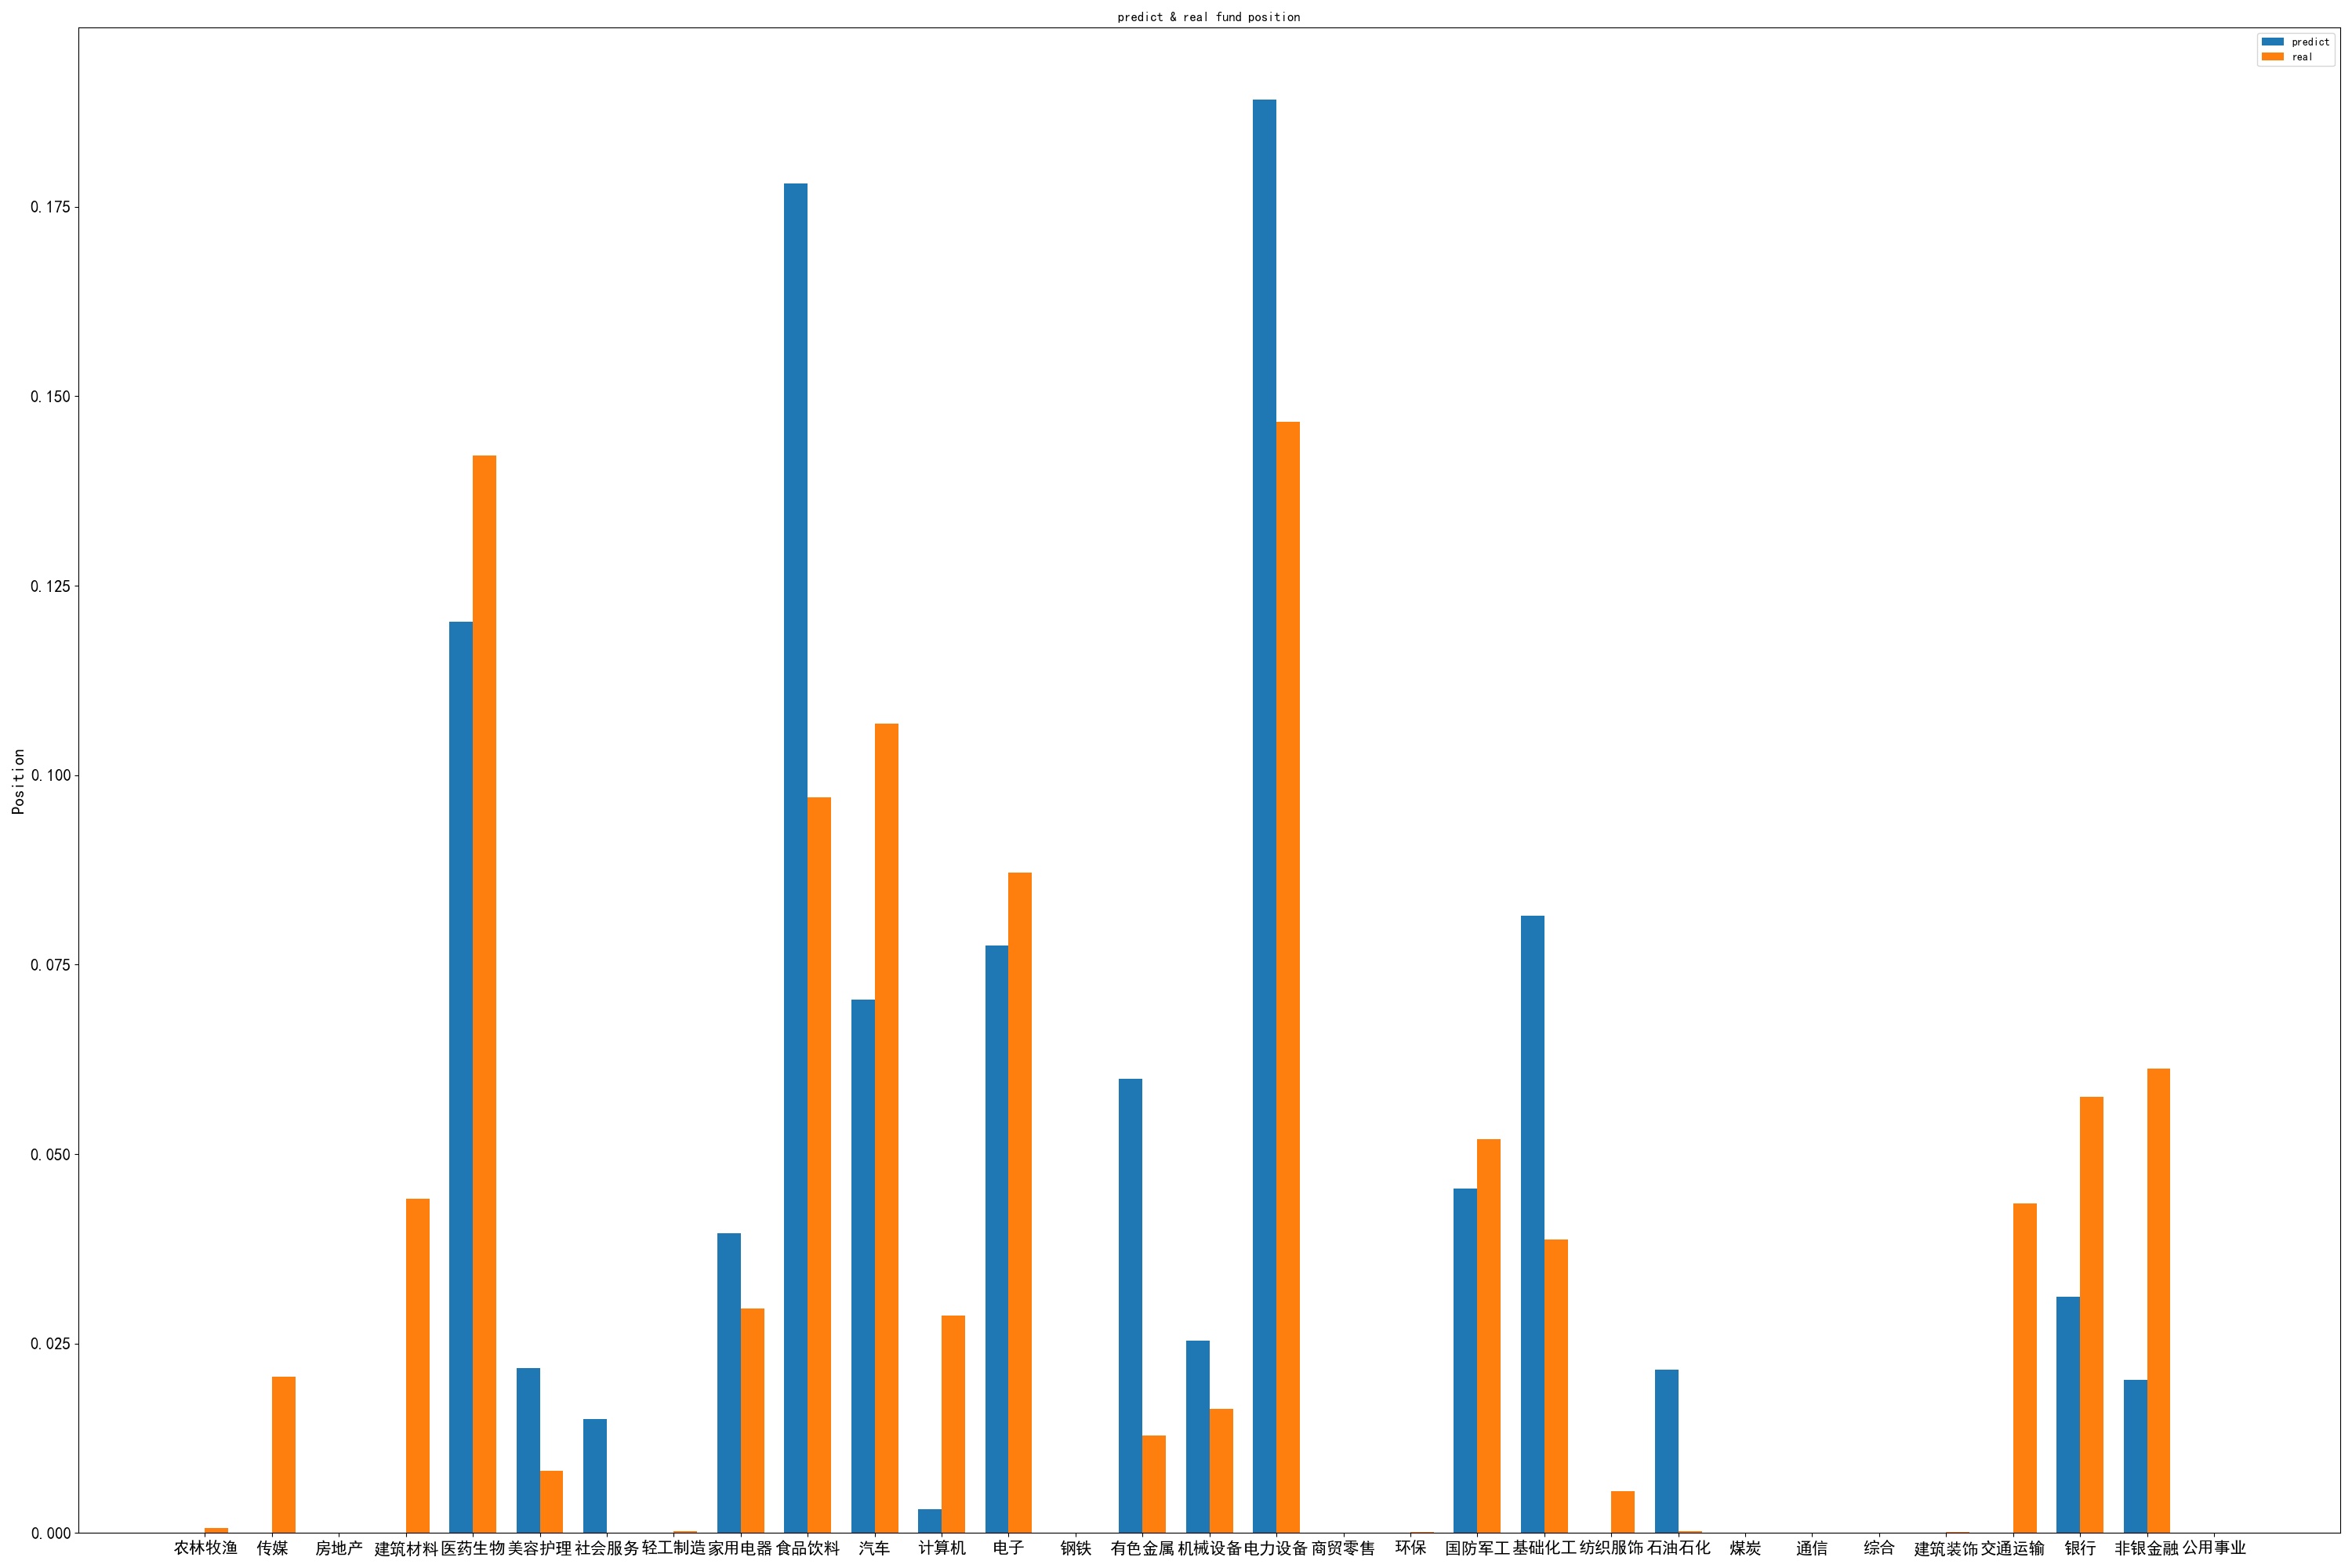 predict & real fund position
predict
real
Position
0.175
0.150
0.125
0.100
0.075
0.050
0.025
0.000
农林牧渔 传媒 房地产 建筑材料 医药生物 美容护理 社会服务 轻工制造 家用电器 食品饮料 汽车 计算机 电子 钢铁 有色金属 机械设备 电力设备 商贸零售 环保 国防军工 基础化工 纺织服饰 石油石化 煤炭 通信 综合 建筑装饰 交通运输 银行 非银金融 公用事业